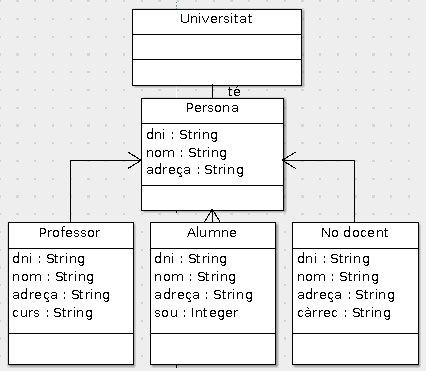 Universitat
té
Persona
dni : String
nom : String
adreça : String
Professor
dni : String
nom : String
adreça : String
curs : String
Alumne
dni : String
nom : String
adreça : String
sou : Integer
No docent
dni : String
nom : String
adreça : String
càrrec : String